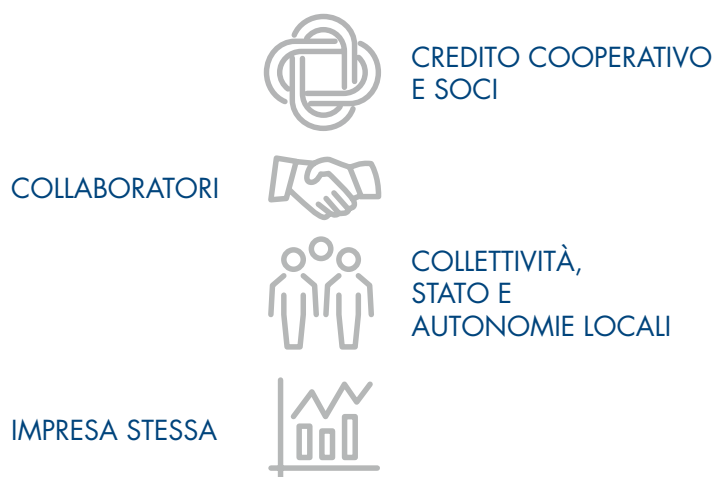 CREDITO COOPERATIVO
E SOCI
COLLABORATORI
COLLETTIVITÀ,
STATO E
AUTONOMIE LOCALI
IMPRESA STESSA